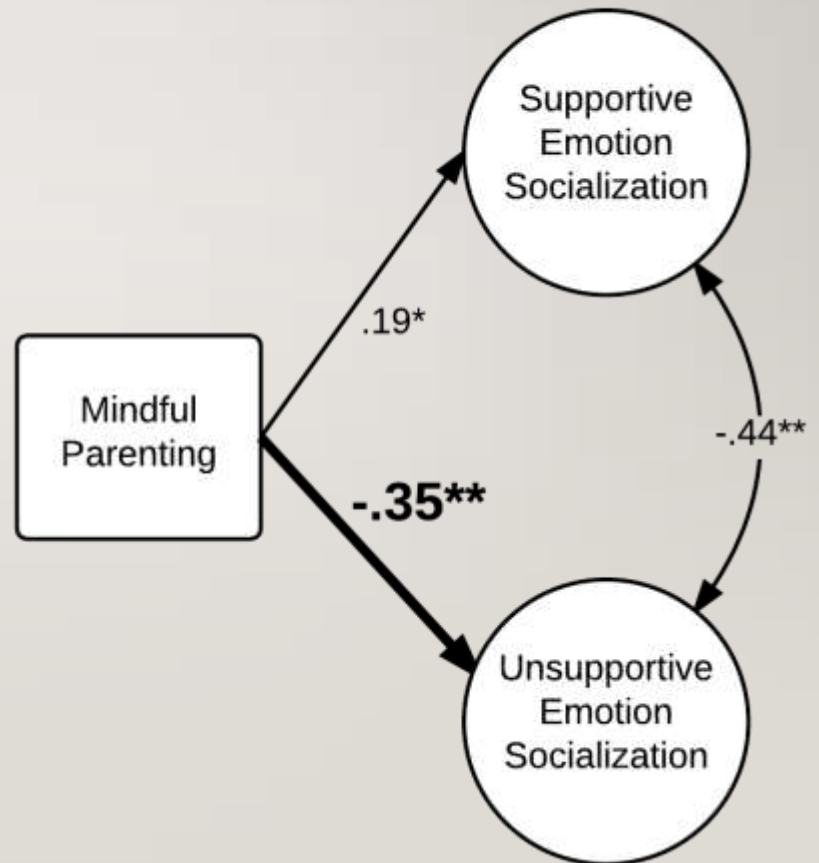 Supportive
Emotion
Socialization
.19*
Mindful
Parenting
-.44**
-.35**
Unsupportive
Emotion
Socialization